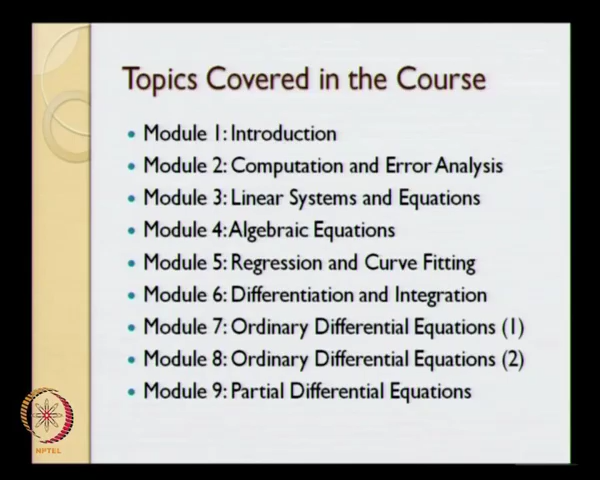 Topics Covered in the Course
• Module 1: Introduction
• Module 2: Computation and Error Analysis
• Module 3: Linear Systems and Equations
• Module 4: Algebraic Equations
• Module 5: Regression and Curve Fitting
• Module 6: Differentiation and Integration
• Module 7: Ordinary Differential Equations (1)
• Module 8: Ordinary Differential Equations (2)
• Module 9: Partial Differential Equations
NPTEL